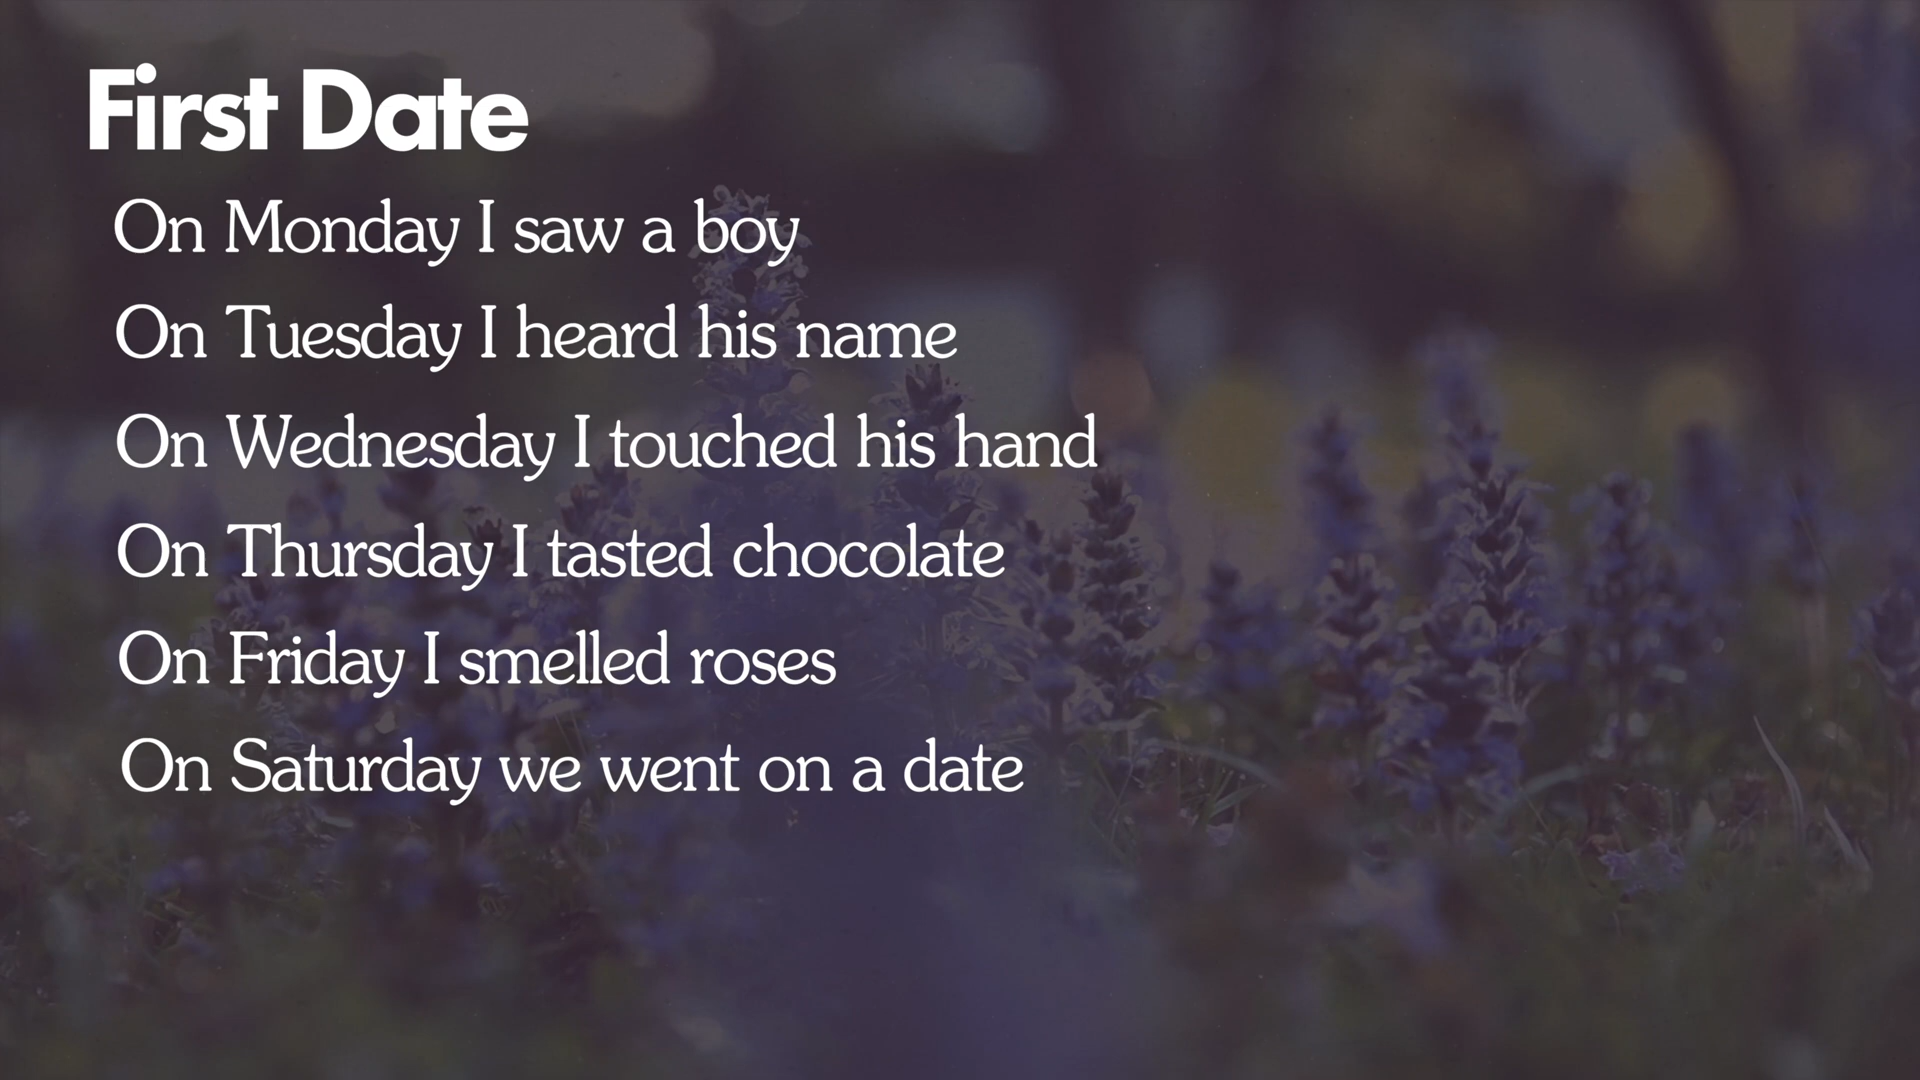 First Date
On Monday I saw a boy
On Tuesday I heard his name
On Wednesday I touched his hand
On Thursday I tasted chocolate
On Friday I smelled roses
On Saturday we went on a date